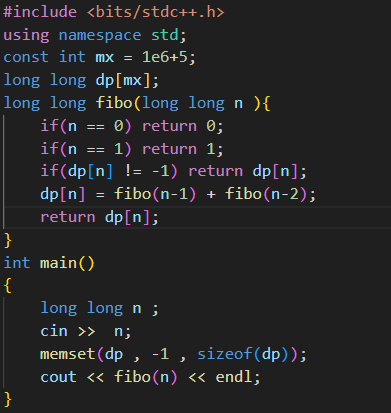 #include <bits/stdc++.h>
using namespace std;
const int mx = 1e6+5;
long long dp[mx];
long long fibo(long long n ){
    if(n == 0) return 0;
    if(n == 1) return 1;
    if(dp[n] != -1) return dp[n];
    dp[n] = fibo(n-1) + fibo(n-2);
    return dp[n];
}
int main()
{
    long long n ;
    cin >>  n;
    memset(dp , -1 , sizeof(dp));
    cout << fibo(n) << endl;
}